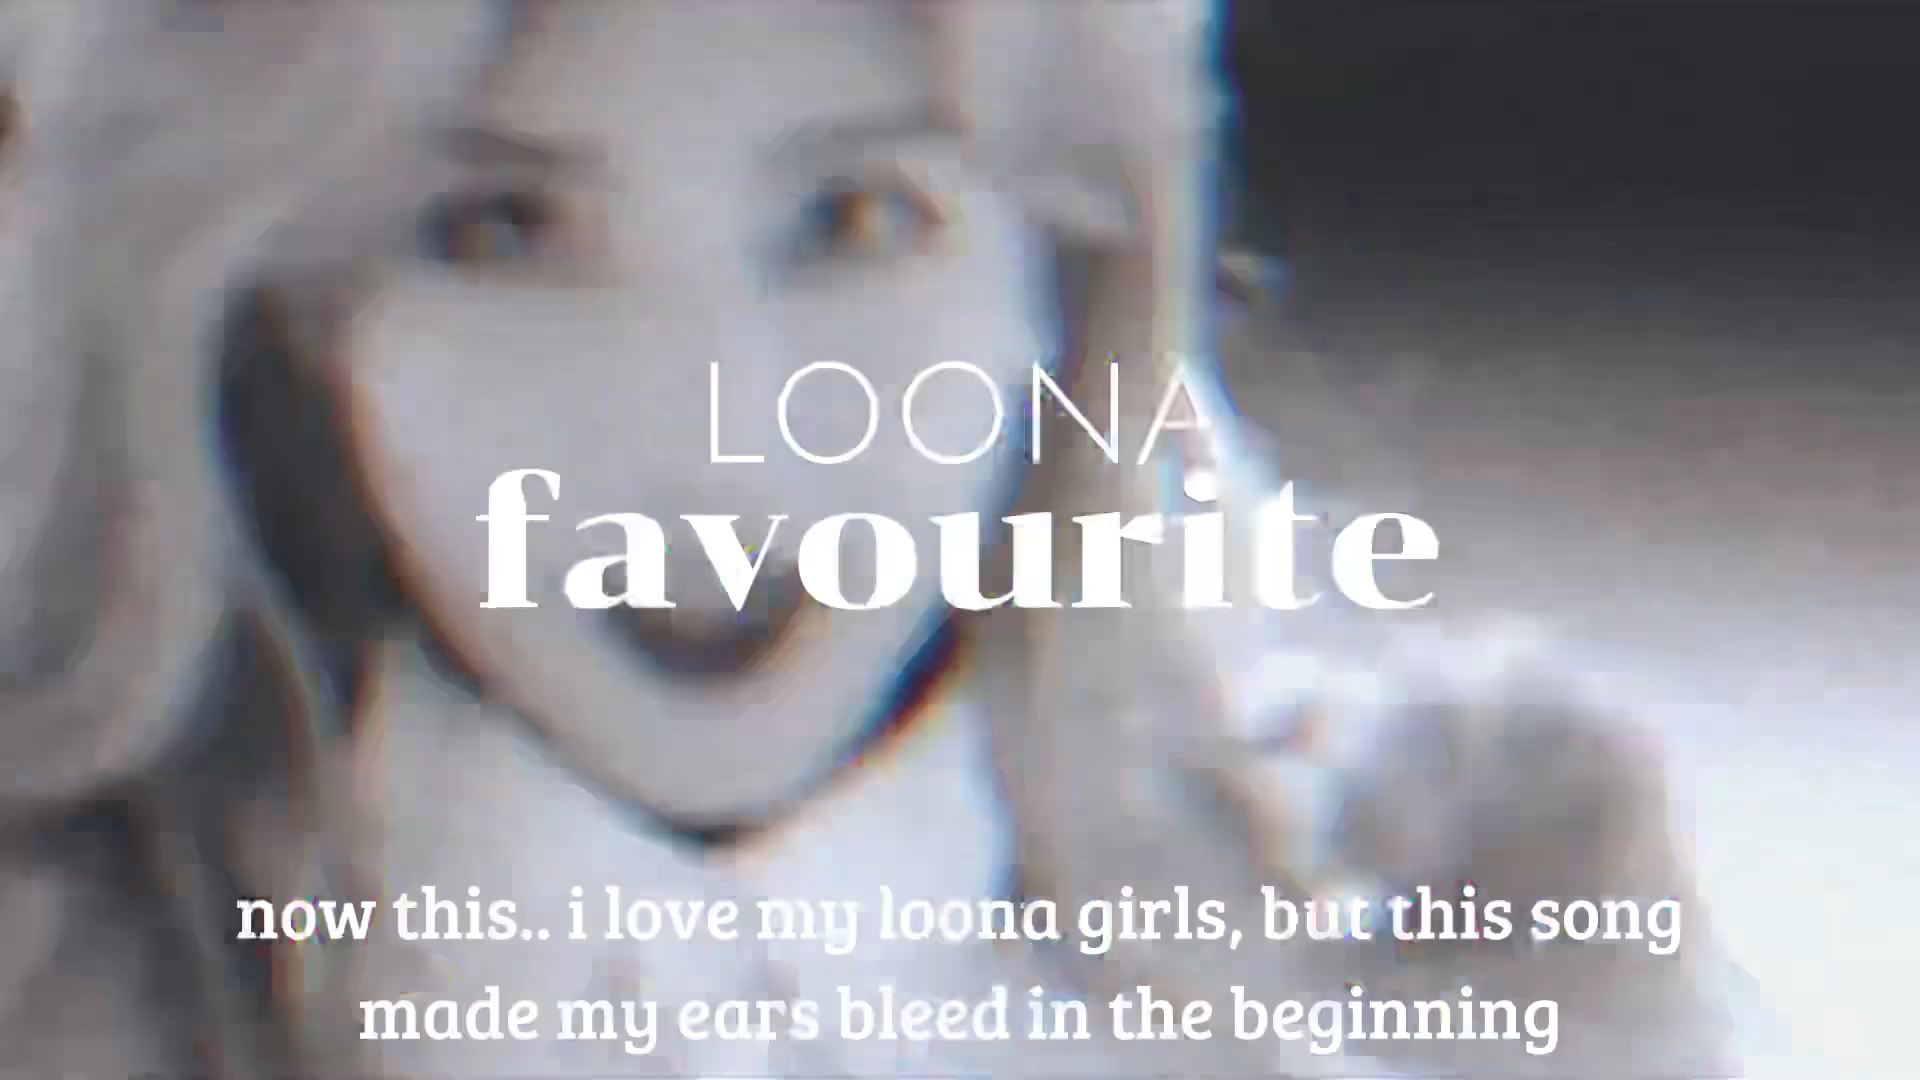 LOONA
favourite
now this.. i love my loona girls, but this song
made my ears bleed in the beginning